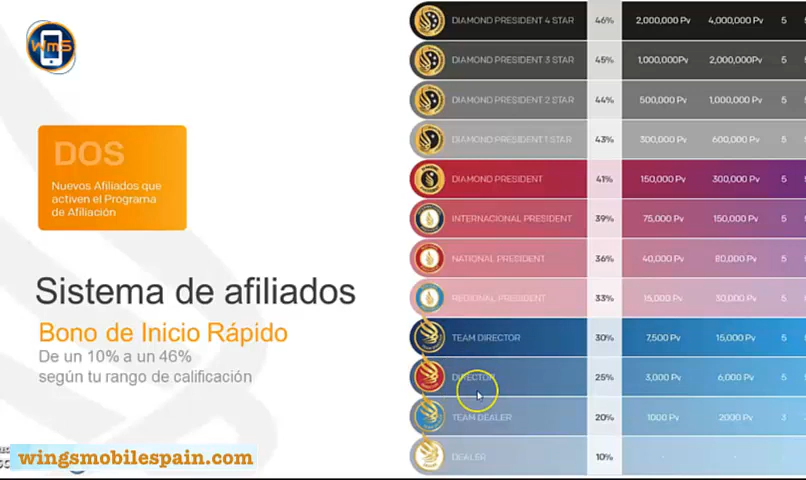 WmS
DOS
Nuevos Afiliados que
activen el Programa
de Afiliación
Sistema de afiliados
Bono de Inicio Rápido
De un 10% a un 46%
según tu rango de calificación
wingsmobilespain.com
DIAMOND PRESIDENT 4 STAR 46% 2,000,000 Pv 4,000,000 Pv 5
DIAMOND PRESIDENT 3 STAR 45% 1,000,000Pv 2,000,000Pv 5
DIAMOND PRESIDENT 2 STAR 44% 500,000 Pv 1,000,000 Pv 5
DIAMOND PRESIDENT 1 STAR 43% 300,000 Pv 600,000 Pv 5
DIAMOND PRESIDENT 41% 150,000 Pv 300,000 Pv 5
INTERNACIONAL PRESIDENT 39% 75,000 Pv 150,000 Pv 5
NATIONAL PRESIDENT 36% 40,000 Pv 80,000 Pv 5
REGIONAL PRESIDENT 33% 15,000 Pv 30,000 Pv 5
TEAM DIRECTOR 30% 7,500 Pv 15,000 Pv 5
DIRECTOR 25% 3,000 Pv 6,000 Pv 5
TEAM DEALER 20% 1000 Pv 2000 Pv 3
DEALER 10% - - -